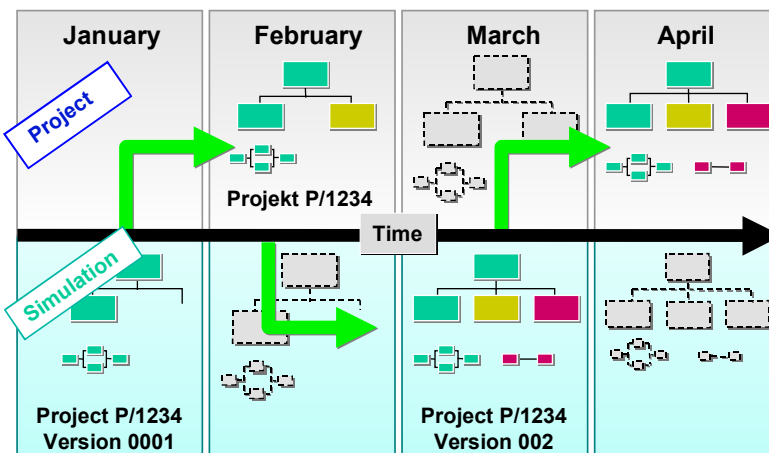 January
February
March
April
Project
Projekt P/1234
Time
Simulation
Project P/1234
Version 0001
Project P/1234
Version 002